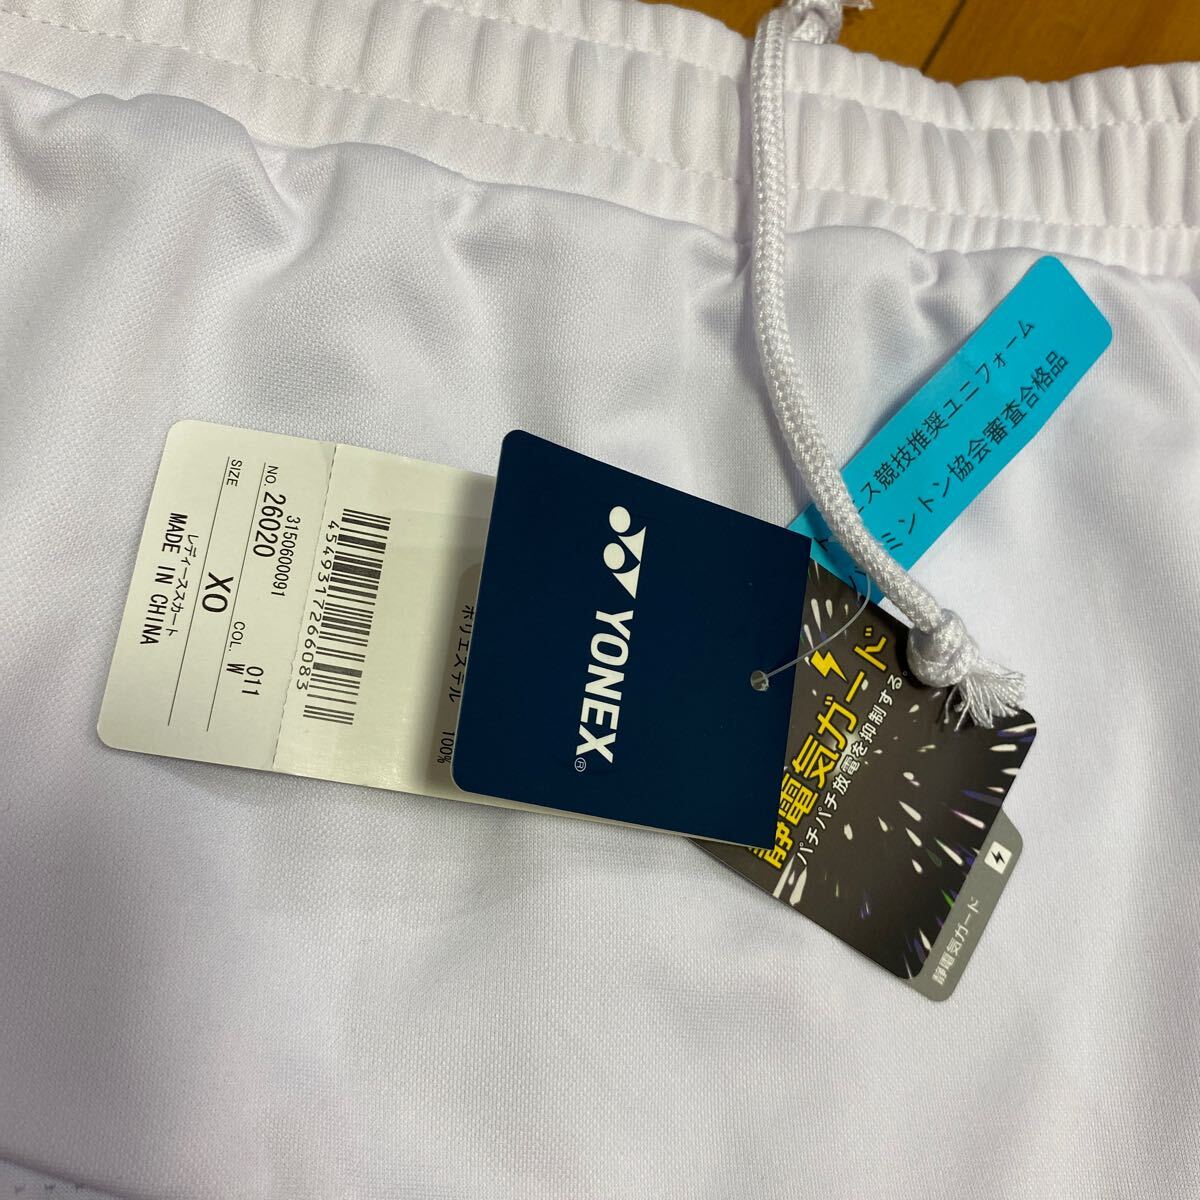 3150600091
NO. 26020
COL. 011
W
SIZE XO
レディーススカート
MADE IN CHINA
4549317266083
ポリエステル 100%
YONEX®
ス競技推奨ユニフォーム
ミントン協会審査合格品
静電気ガード
パチパチ放電を抑制する。
静電気ガード